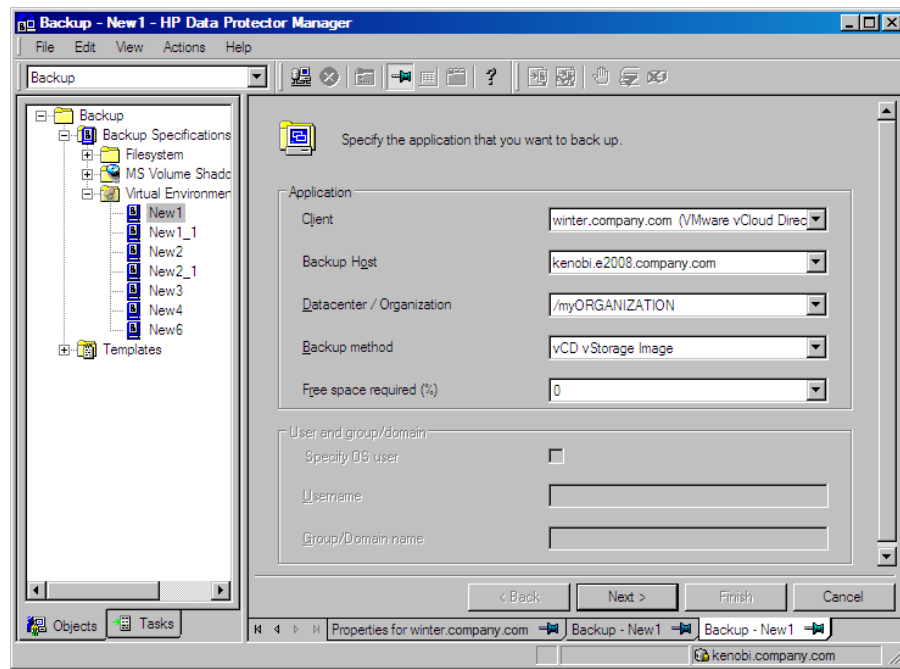 Backup - New1 - HP Data Protector Manager
File Edit View Actions Help
Backup
Backup
Backup Specifications
Filesystem
MS Volume Shadc
Virtual Environmer
New1
New1_1
New2
New2_1
New3
New4
New6
Templates
Objects
Tasks
Specify the application that you want to back up.
Application
Client
winter.company.com (VMware vCloud Direc
Backup Host
kenobi.e2008.company.com
Datacenter / Organization
/myORGANIZATION
Backup method
vCD vStorage Image
Free space required (%)
0
User and group/domain
Specify OS user
Username
Group/Domain name
< Back
Next >
Finish
Cancel
Properties for winter.company.com
Backup - New1
Backup - New1
kenobi.company.com